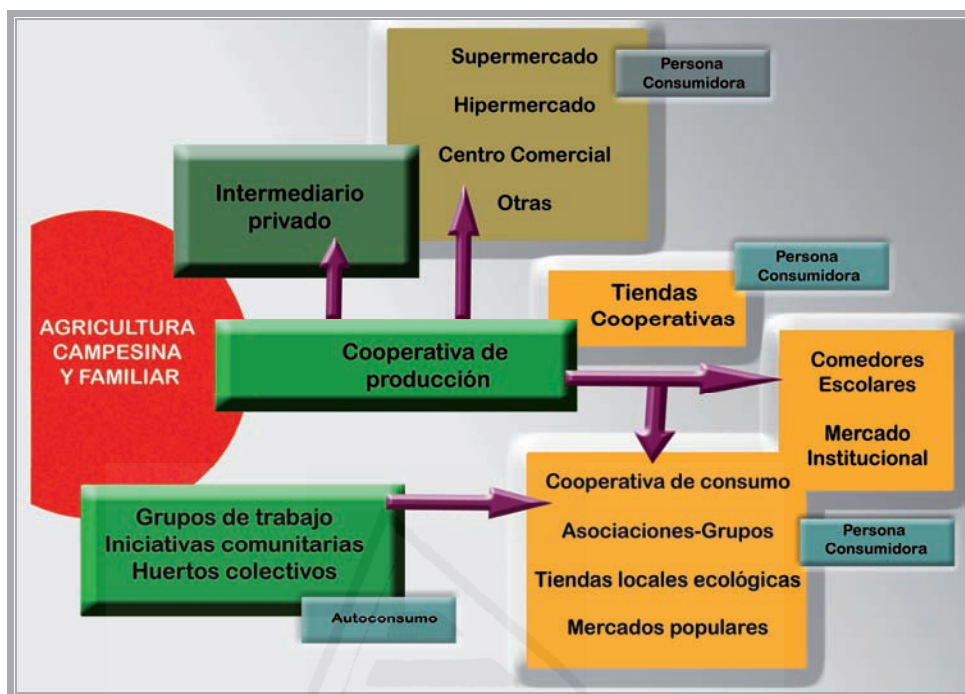 Supermercado
Hipermercado
Centro Comercial
Otras
Persona
Consumidora
Intermediario
privado
AGRICULTURA
CAMPESINA
Y FAMILIAR
Cooperativa de
producción
Tiendas
Cooperativas
Persona
Consumidora
Comedores
Escolares
Mercado
Institucional
Grupos de trabajo
Iniciativas comunitarias
Huertos colectivos
Autoconsumo
Cooperativa de consumo
Asociaciones-Grupos
Tiendas locales ecológicas
Mercados populares
Persona
Consumidora